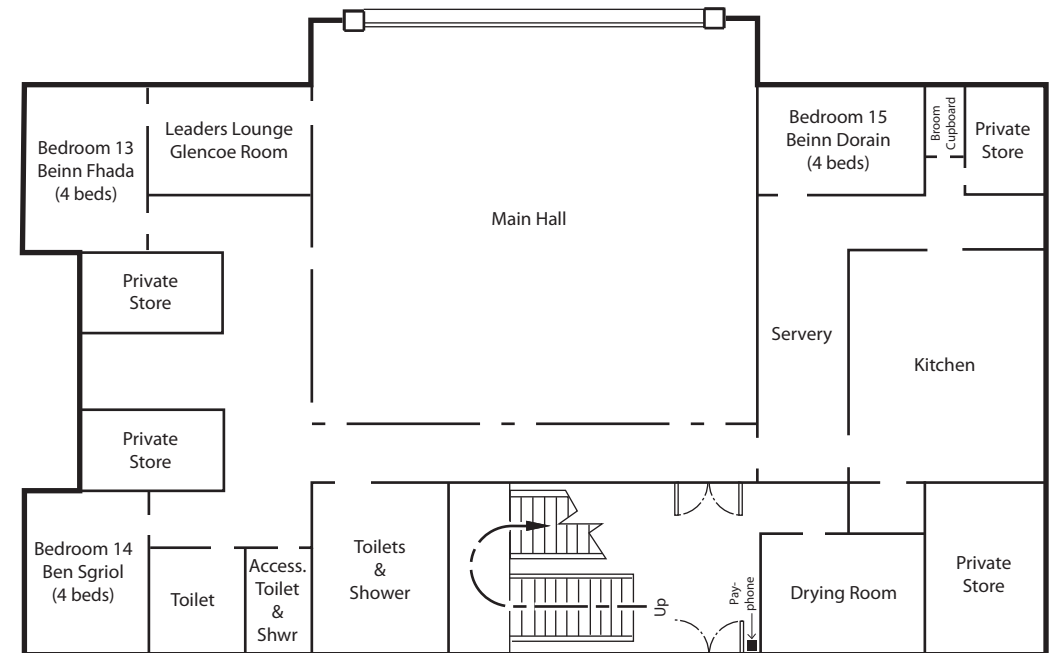 Bedroom 13
Beinn Fhada
(4 beds)
Leaders Lounge
Glencoe Room
Main Hall
Bedroom 15
Beinn Dorain
(4 beds)
Broom
Cupboard
Private
Store
Private
Store
Servery
Kitchen
Private
Store
Bedroom 14
Ben Sgriol
(4 beds)
Toilet
Access.
Toilet
&
Shwr
Toilets
&
Shower
Up
Pay-
phone
Drying Room
Private
Store